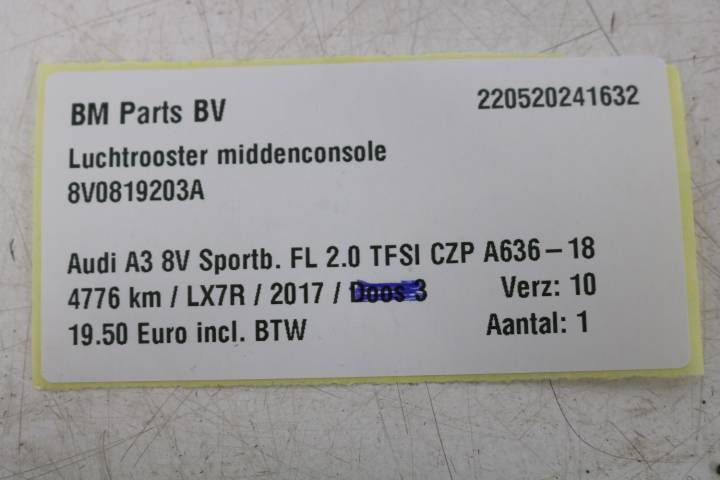 BM Parts BV 220520241632
Luchtrooster middenconsole
8V0819203A
Audi A3 8V Sportb. FL 2.0 TFSI CZP A636-18
4776 km / LX7R / 2017 / Doos 3 Verz: 10
19.50 Euro incl. BTW Aantal: 1